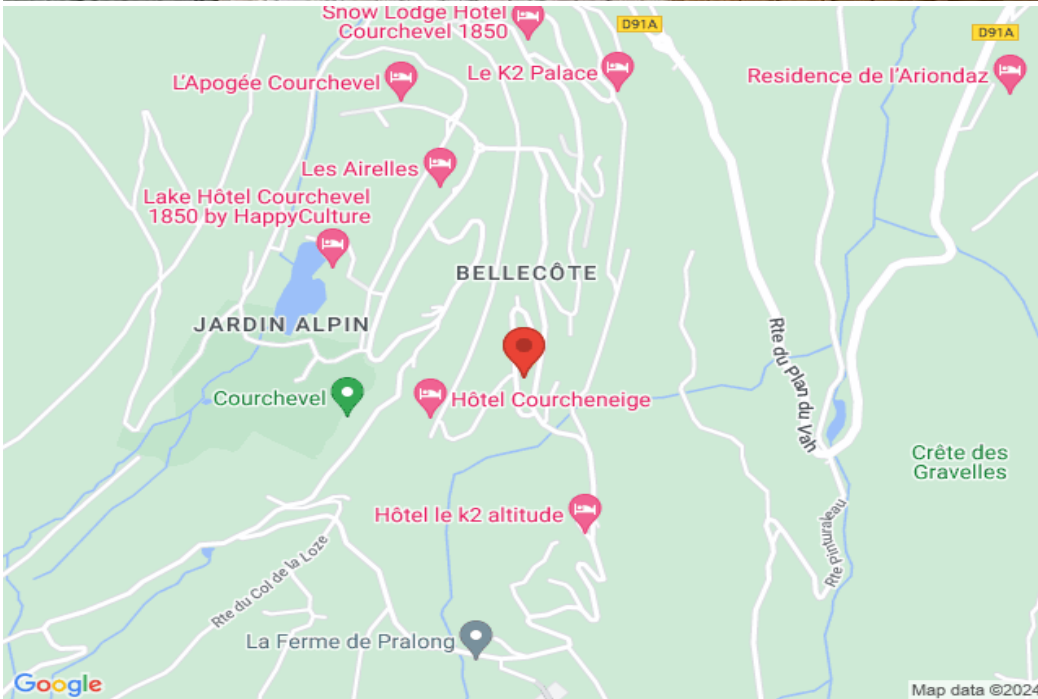 Snow Lodge Hotel
Courchevel 1850
D91A
D91A
L'Apogée Courchevel
Le K2 Palace
Residence de l'Ariondaz
Les Airelles
Lake Hôtel Courchevel
1850 by HappyCulture
BELLECÔTE
JARDIN ALPIN
Rte du Plan du Vah
Courchevel
Hôtel Courcheneige
Crête des
Gravelles
Hôtel le k2 altitude
Rte pinturaleau
Rte du Col de la Loze
La Ferme de Pralong
Google
Map data ©2024